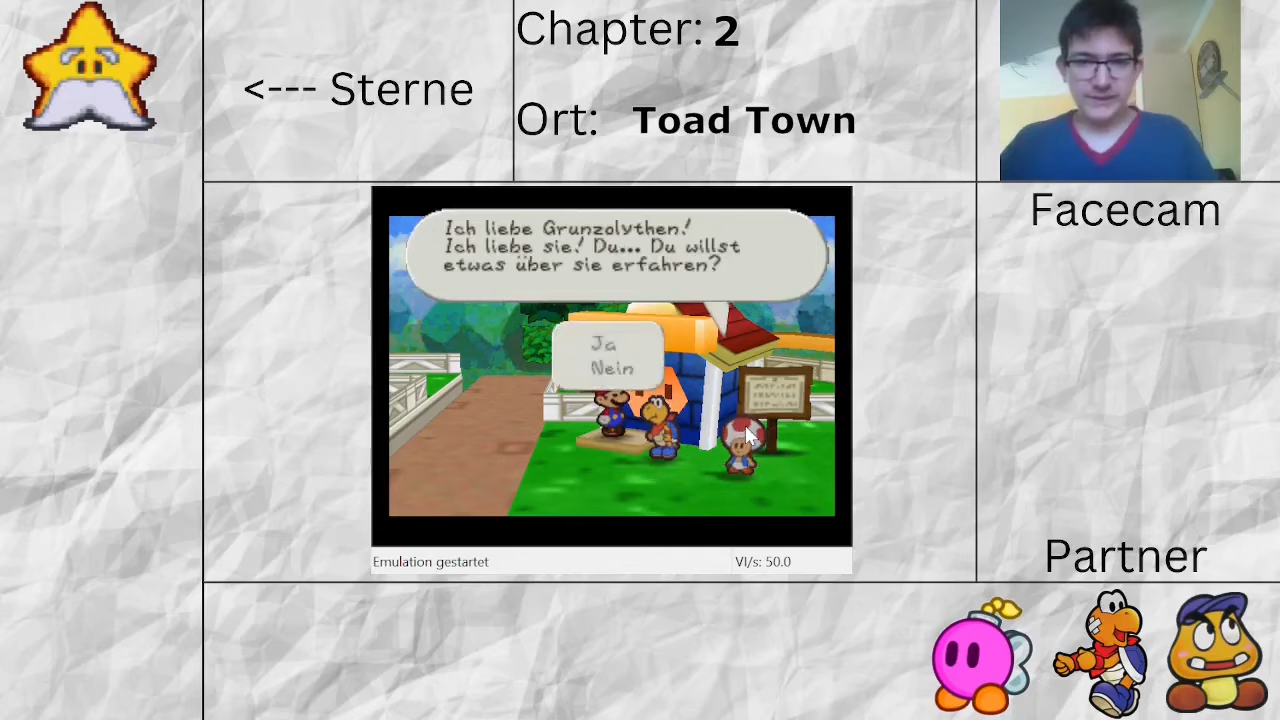 Chapter: 2
<--- Sterne
Ort: Toad Town
Facecam
Ich liebe Grunzolythen!
Ich liebe sie! Du... Du willst
etwas über sie erfahren?
Ja
Nein
Emulation gestartet
VI/s: 50.0
Partner